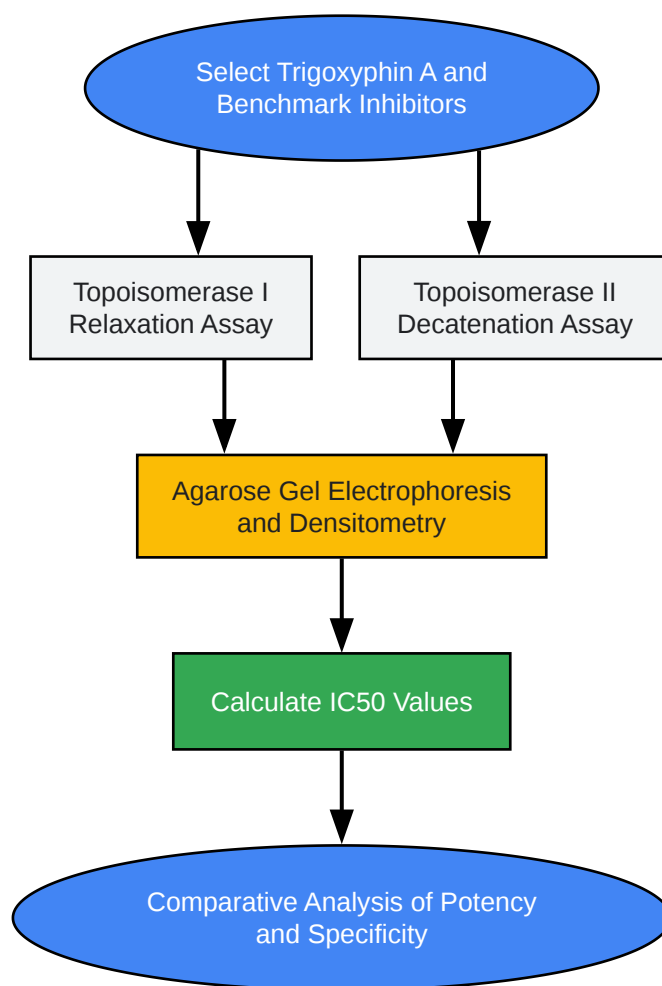 Select Trigoxyphin A and
Benchmark Inhibitors
Topoisomerase I
Relaxation Assay
Topoisomerase II
Decatenation Assay
Agarose Gel Electrophoresis
and Densitometry
Calculate IC50 Values
Comparative Analysis of Potency
and Specificity